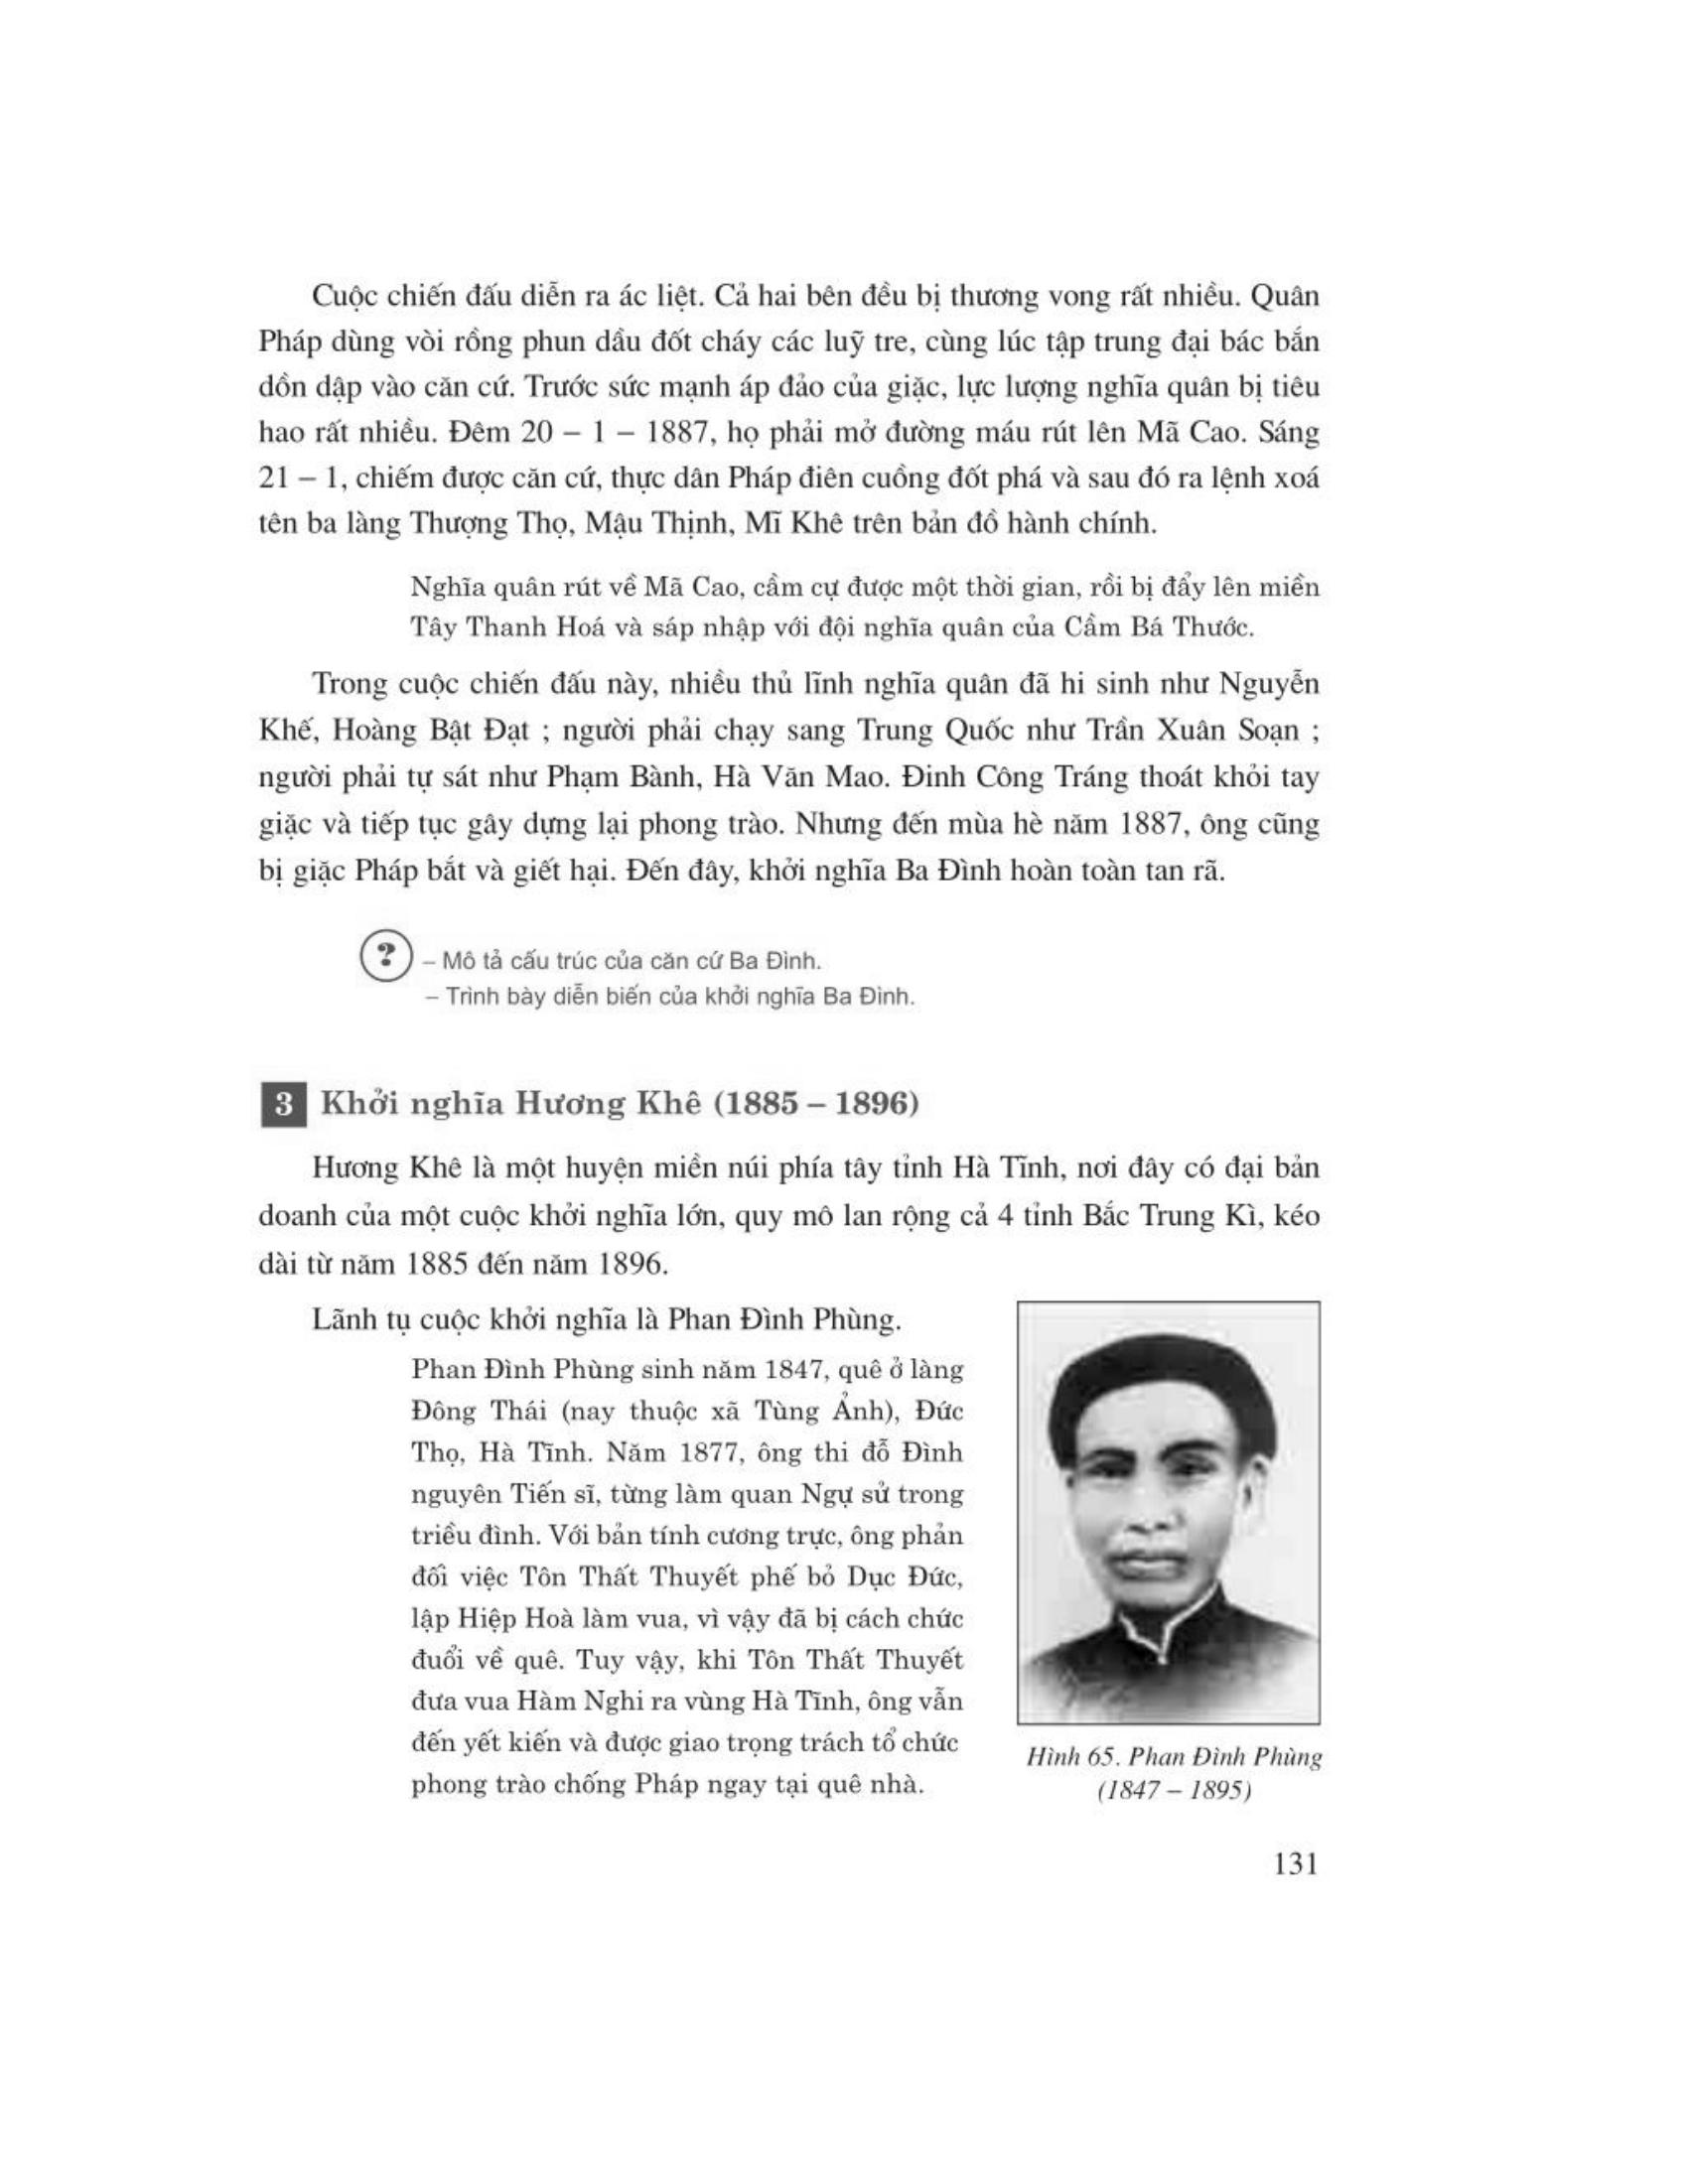 Cuộc chiến đấu diễn ra ác liệt. Cả hai bên đều bị thương vong rất nhiều. Quân
Pháp dùng vòi rồng phun dầu đốt cháy các luỹ tre, cùng lúc tập trung đại bác bắn
dồn dập vào căn cứ. Trước sức mạnh áp đảo của giặc, lực lượng nghĩa quân bị tiêu
hao rất nhiều. Đêm 20 – 1 – 1887, họ phải mở đường máu rút lên Mã Cao. Sáng
21 – 1, chiếm được căn cứ, thực dân Pháp điên cuồng đốt phá và sau đó ra lệnh xoá
tên ba làng Thượng Thọ, Mậu Thịnh, Mĩ Khê trên bản đồ hành chính.
Nghĩa quân rút về Mã Cao, cầm cự được một thời gian, rồi bị đẩy lên miền
Tây Thanh Hoá và sáp nhập với đội nghĩa quân của Cầm Bá Thước.
Trong cuộc chiến đấu này, nhiều thủ lĩnh nghĩa quân đã hi sinh như Nguyễn
Khế, Hoàng Bật Đạt ; người phải chạy sang Trung Quốc như Trần Xuân Soạn ;
người phải tự sát như Phạm Bành, Hà Văn Mao. Đinh Công Tráng thoát khỏi tay
giặc và tiếp tục gây dựng lại phong trào. Nhưng đến mùa hè năm 1887, ông cũng
bị giặc Pháp bắt và giết hại. Đến đây, khởi nghĩa Ba Đình hoàn toàn tan rã.
? – Mô tả cấu trúc của căn cứ Ba Đình.
– Trình bày diễn biến của khởi nghĩa Ba Đình.
3 Khởi nghĩa Hương Khê (1885 – 1896)
Hương Khê là một huyện miền núi phía tây tỉnh Hà Tĩnh, nơi đây có đại bản
doanh của một cuộc khởi nghĩa lớn, quy mô lan rộng cả 4 tỉnh Bắc Trung Kì, kéo
dài từ năm 1885 đến năm 1896.
Lãnh tụ cuộc khởi nghĩa là Phan Đình Phùng.
Phan Đình Phùng sinh năm 1847, quê ở làng
Đông Thái (nay thuộc xã Tùng Ảnh), Đức
Thọ, Hà Tĩnh. Năm 1877, ông thi đỗ Đình
nguyên Tiến sĩ, từng làm quan Ngự sử trong
triều đình. Với bản tính cương trực, ông phản
đối việc Tôn Thất Thuyết phế bỏ Dục Đức,
lập Hiệp Hoà làm vua, vì vậy đã bị cách chức
đuổi về quê. Tuy vậy, khi Tôn Thất Thuyết
đưa vua Hàm Nghi ra vùng Hà Tĩnh, ông vẫn
đến yết kiến và được giao trọng trách tổ chức
phong trào chống Pháp ngay tại quê nhà.
Hình 65. Phan Đình Phùng
(1847 – 1895)
131